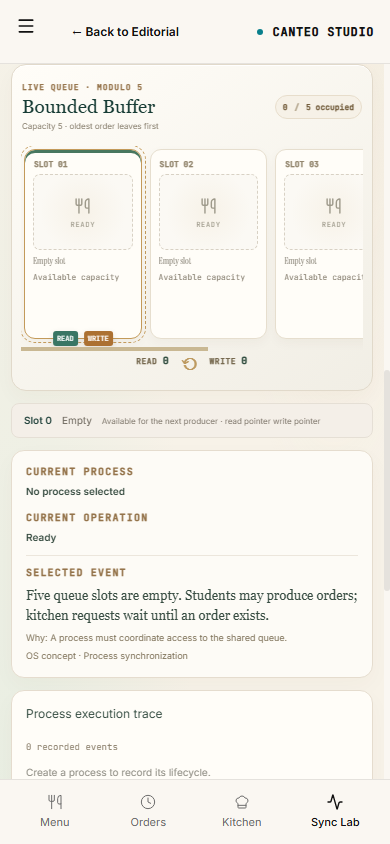 ← Back to Editorial
CANTEO STUDIO
LIVE QUEUE · MODULO 5
Bounded Buffer
0 / 5 occupied
Capacity 5 · oldest order leaves first
SLOT 01
READY
Empty slot
Available capacity
SLOT 02
READY
Empty slot
Available capacity
SLOT 03
READY
Empty slot
Available capacit
READ WRITE
READ 0 WRITE 0
Slot 0 Empty Available for the next producer · read pointer write pointer
CURRENT PROCESS
No process selected
CURRENT OPERATION
Ready
SELECTED EVENT
Five queue slots are empty. Students may produce orders;
kitchen requests wait until an order exists.
Why: A process must coordinate access to the shared queue.
OS concept · Process synchronization
Process execution trace
0 recorded events
Create a process to record its lifecycle.
Menu
Orders
Kitchen
Sync Lab